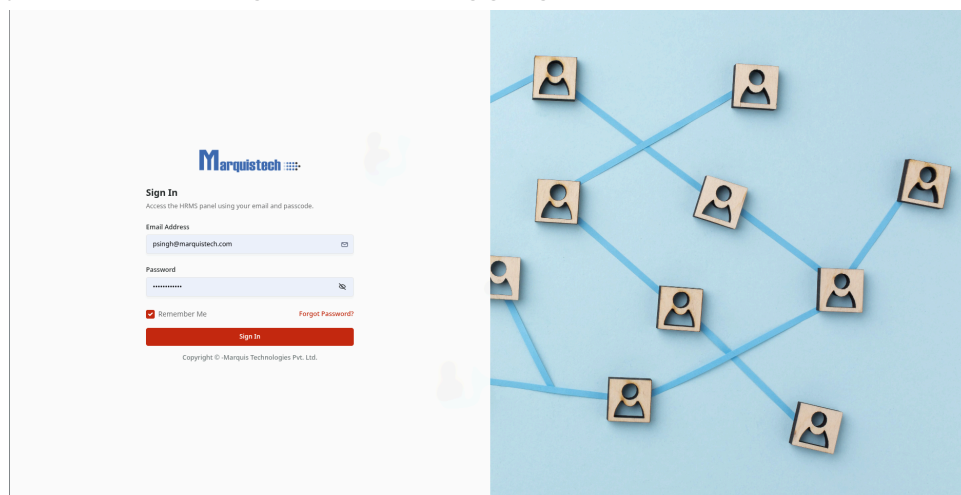 Marquistech
Sign In
Access the HRMS panel using your email and passcode.
Email Address
psingh@marquistech.com
Password
••••••••••••
Remember Me
Forgot Password?
Sign In
Copyright © -Marquis Technologies Pvt. Ltd.